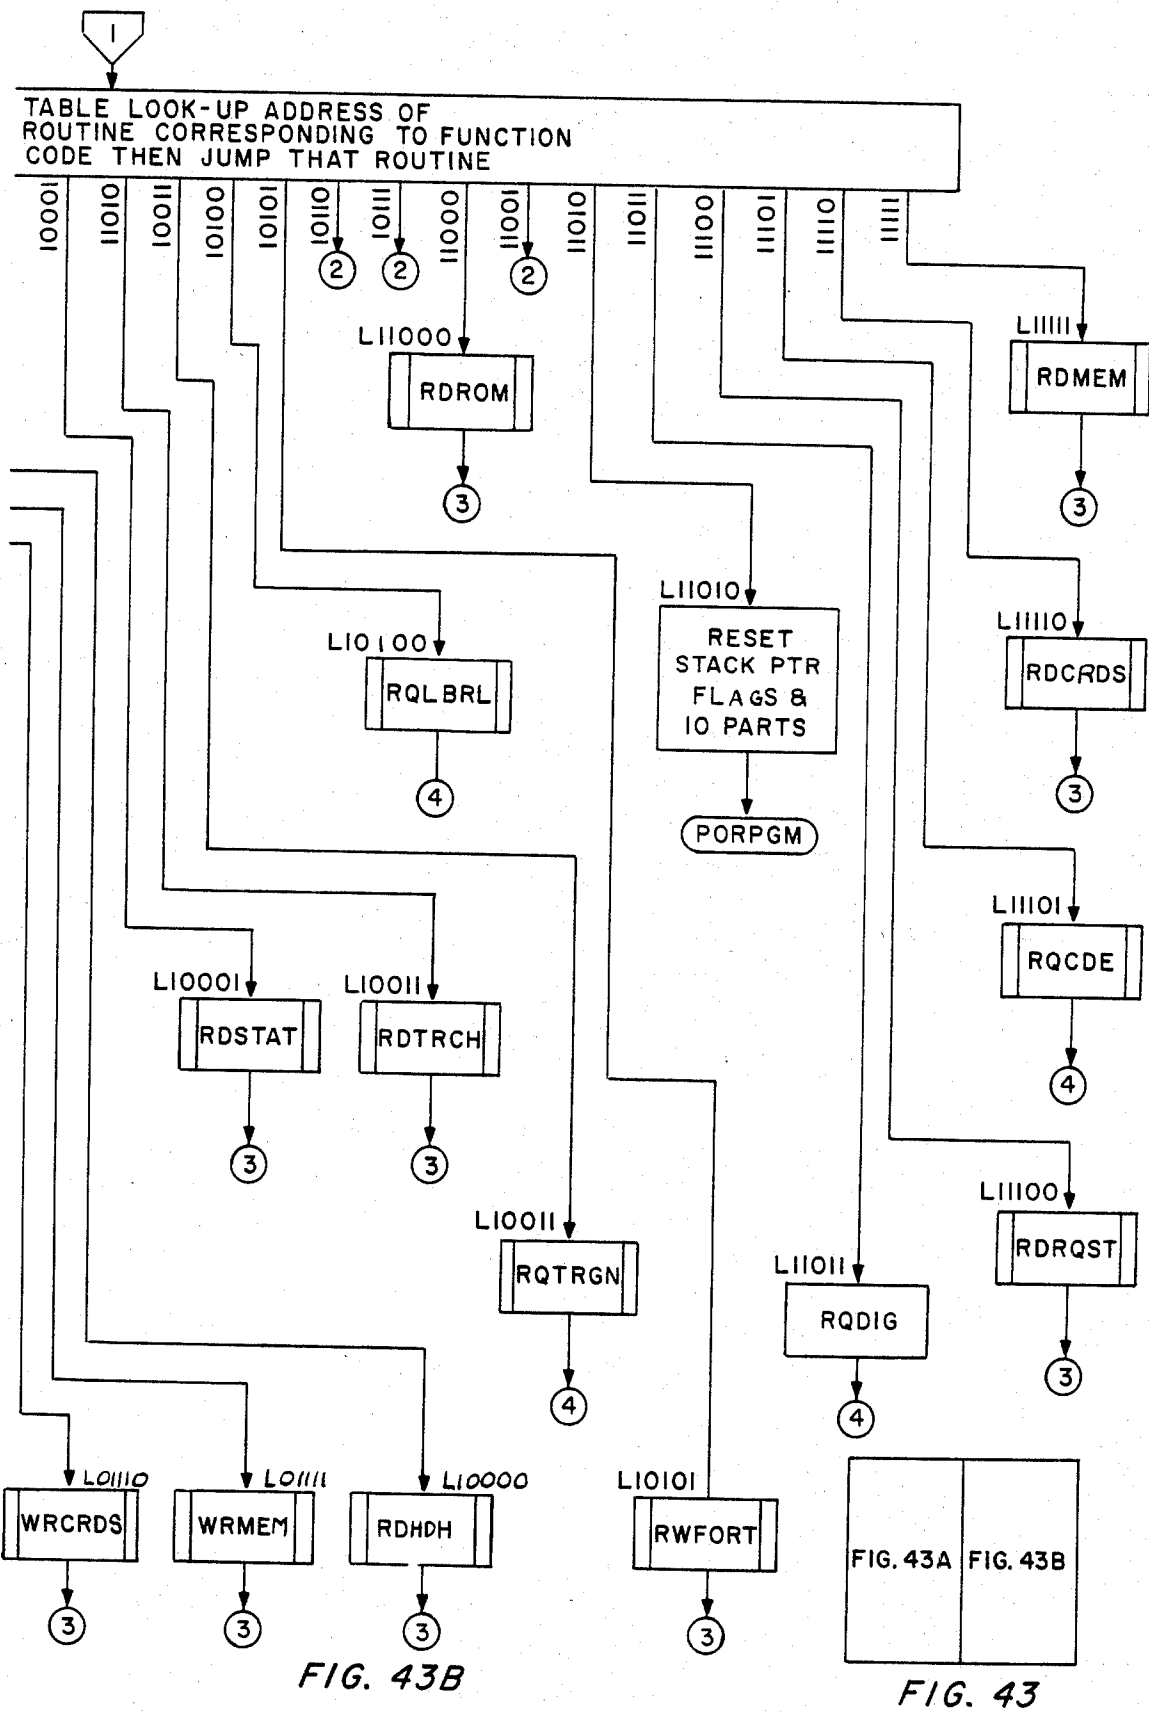 1
TABLE LOOK-UP ADDRESS OF
ROUTINE CORRESPONDING TO FUNCTION
CODE THEN JUMP THAT ROUTINE
10001
11010
10011
10100
10101
10110
10111
11000
11001
11010
11011
11100
11101
11110
11111
2
2
2
L11000
RDROM
3
L11111
RDMEM
3
L11010
RESET
STACK PTR
FLAGS &
IO PARTS
PORPGM
L11110
RDCRDS
3
L10100
RQLBRL
4
L11101
RQCDE
4
L10001
RDSTAT
3
L10011
RDTRCH
3
L11100
RDRQST
3
L10011
RQTRGN
4
L11011
RQDIG
4
L01110
WRCRDS
3
L01111
WRMEM
3
L10000
RDHDH
3
L10101
RWFORT
3
FIG. 43A
FIG. 43B
FIG. 43B
FIG. 43